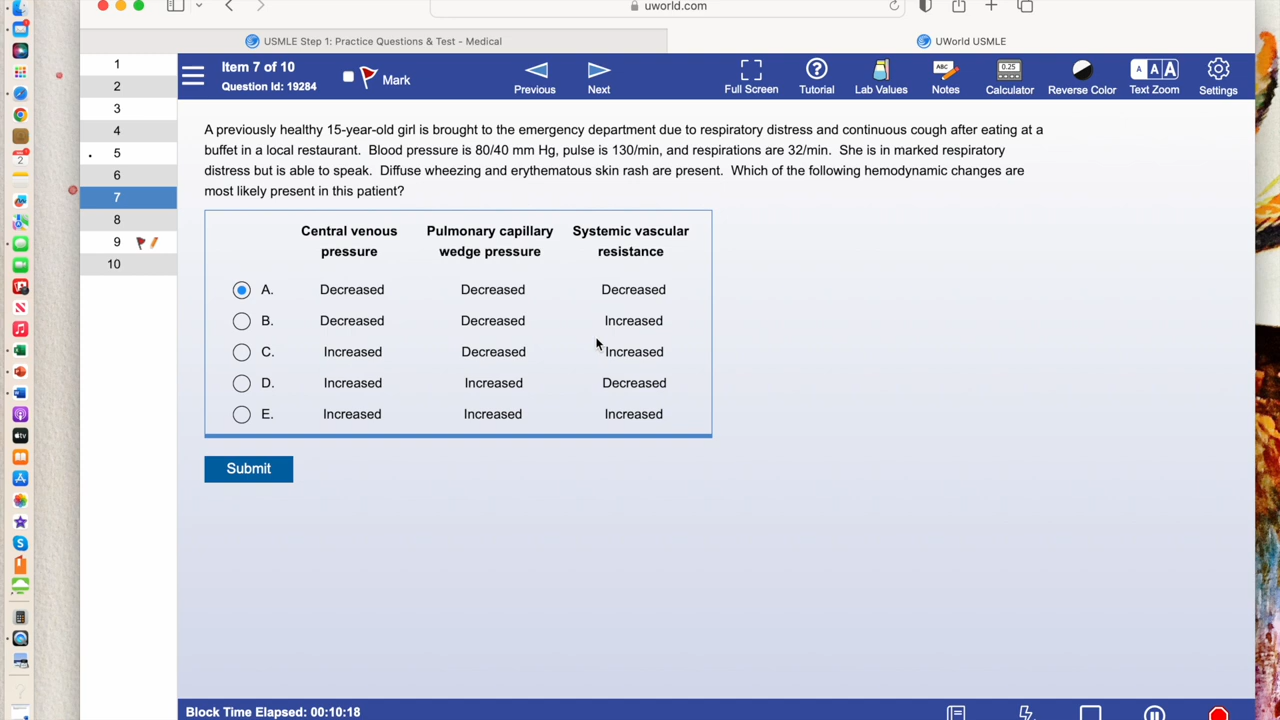 uworld.com
USMLE Step 1: Practice Questions & Test - Medical
UWorld USMLE
1
2
3
4
5
6
7
8
9
10
Item 7 of 10
Question Id: 19284
Mark
Previous
Next
Full Screen
Tutorial
Lab Values
ABC
Notes
0.25
Calculator
Reverse Color
A A A
Text Zoom
Settings
A previously healthy 15-year-old girl is brought to the emergency department due to respiratory distress and continuous cough after eating at a
buffet in a local restaurant. Blood pressure is 80/40 mm Hg, pulse is 130/min, and respirations are 32/min. She is in marked respiratory
distress but is able to speak. Diffuse wheezing and erythematous skin rash are present. Which of the following hemodynamic changes are
most likely present in this patient?
Central venous pressure
Pulmonary capillary wedge pressure
Systemic vascular resistance
A. Decreased Decreased Decreased
B. Decreased Decreased Increased
C. Increased Decreased Increased
D. Increased Increased Decreased
E. Increased Increased Increased
Submit
Block Time Elapsed: 00:10:18
2
tv